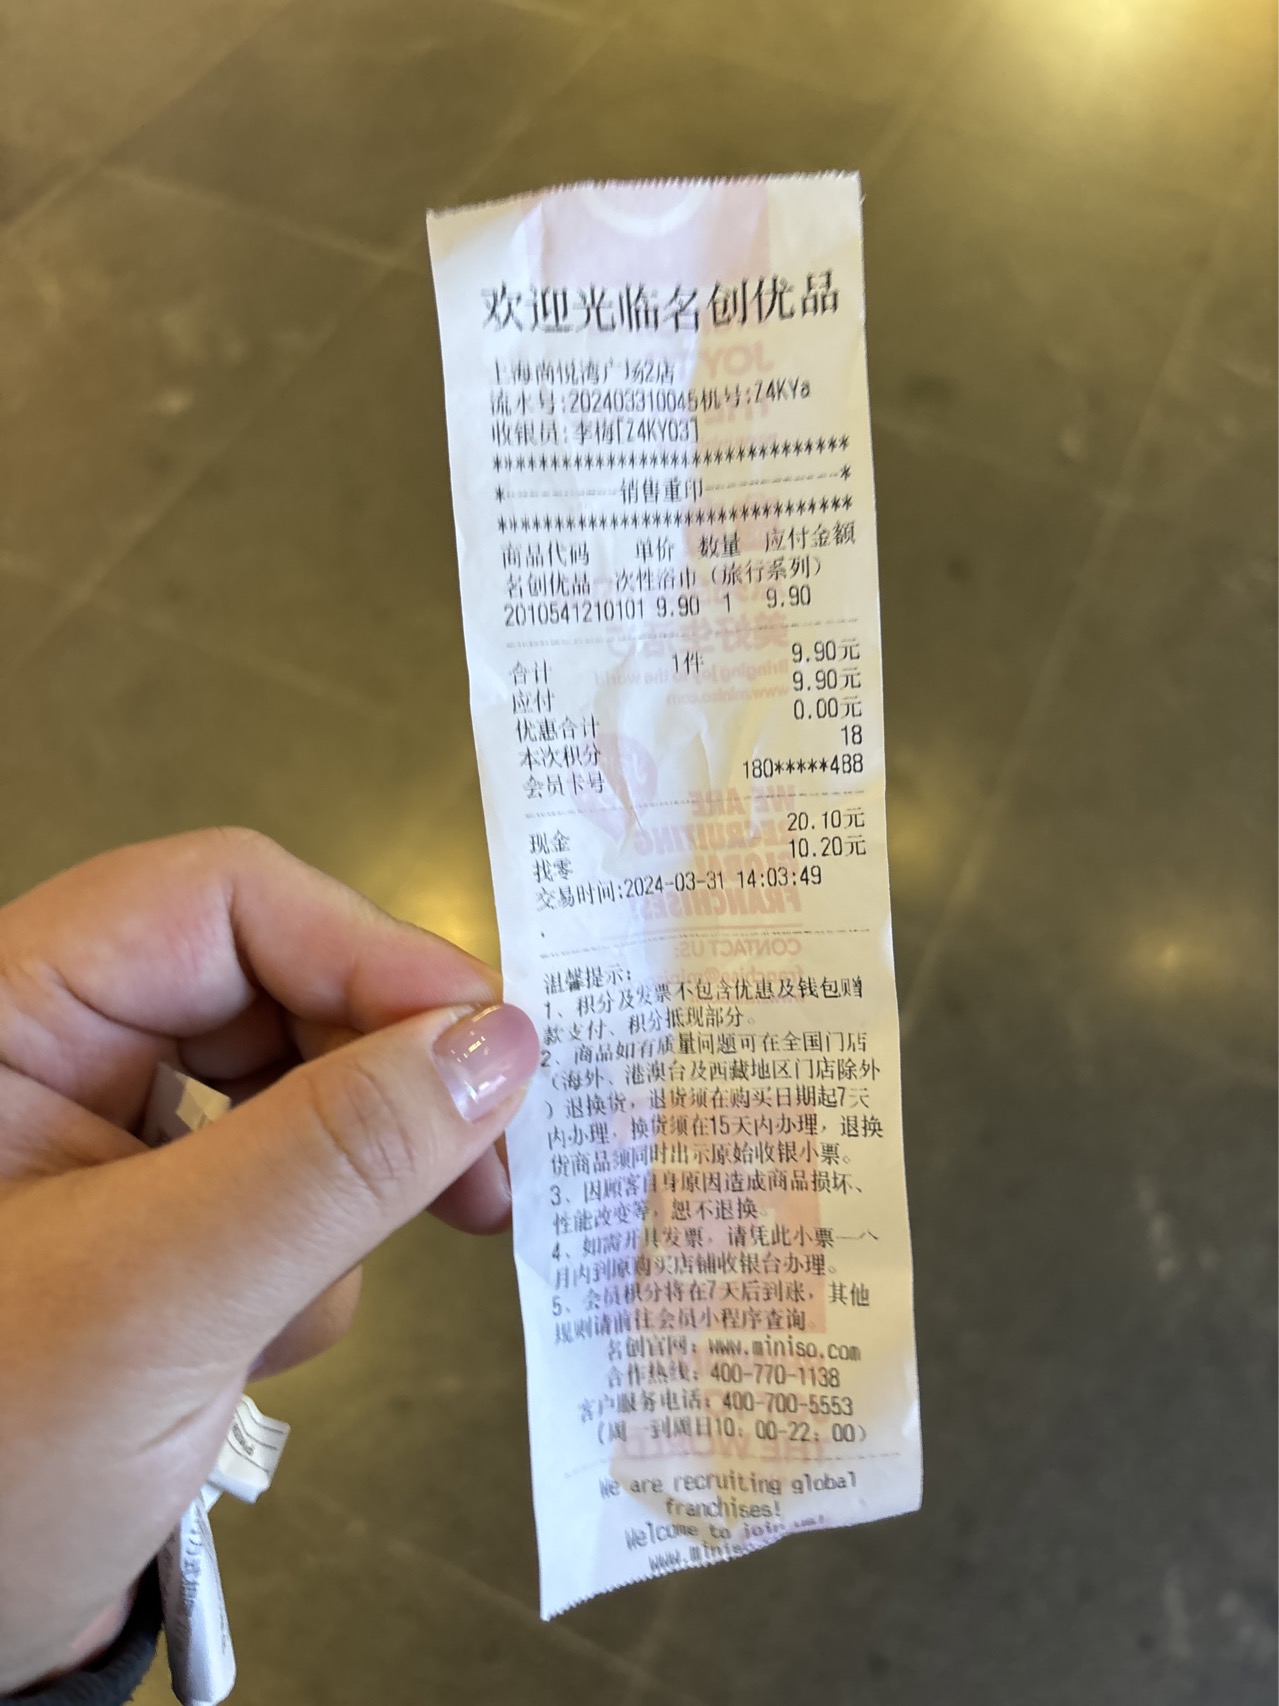 欢迎光临名创优品
上海尚悦湾广场2店
流水号:202403310045机号:Z4KYa
收银员:李梅[Z4KY03]
******************************
*-----------销售重印------------*
******************************
商品代码 单价 数量 应付金额
名创优品一次性浴巾（旅行系列）
2010541210101 9.90 1 9.90
合计 1件 9.90元
应付 9.90元
优惠合计 0.00元
本次积分 18
会员卡号 180*****488
现金 20.10元
找零 10.20元
交易时间:2024-03-31 14:03:49
.
温馨提示:
1、积分及发票不包含优惠及钱包赠
款支付、积分抵现部分。
2、商品如有质量问题可在全国门店
(海外、港澳台及西藏地区门店除外
)退换货，退货须在购买日期起7天
内办理，换货须在15天内办理，退换
货商品须同时出示原始收银小票。
3、因顾客自身原因造成商品损坏、
性能改变等，恕不退换。
4、如需开具发票，请凭此小票一个
月内到原购买店铺收银台办理。
5、会员积分将在7天后到账，其他
规则请前往会员小程序查询。
名创官网：www.miniso.com
合作热线：400-770-1138
客户服务电话：400-700-5553
(周一到周日10：00-22：00)
We are recruiting global
franchises!
Welcome to join us!
www.miniso